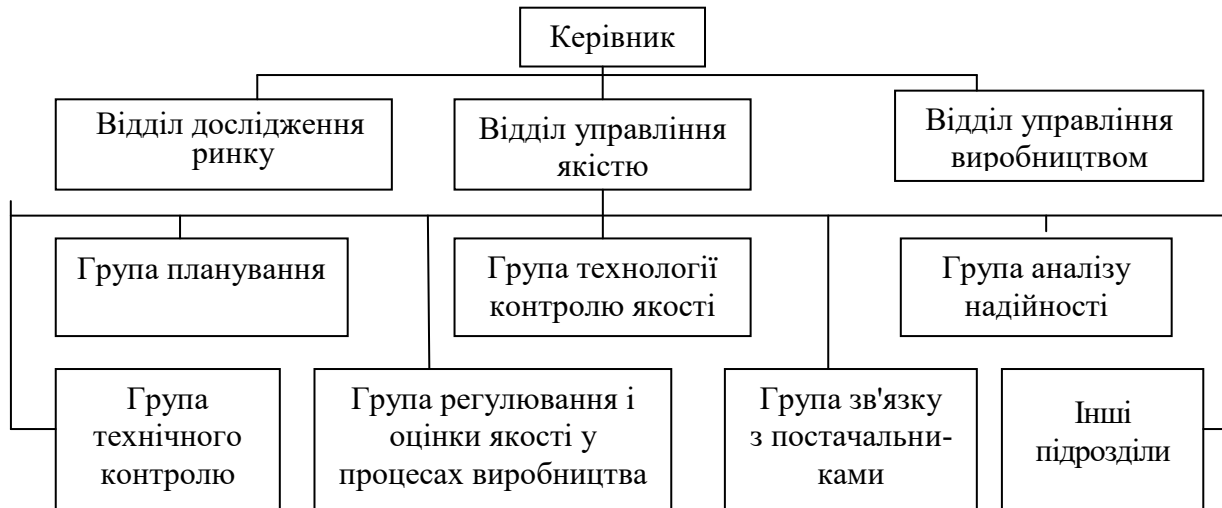 Керівник
Відділ дослідження
ринку
Відділ управління
якістю
Відділ управління
виробництвом
Група планування
Група технології
контролю якості
Група аналізу
надійності
Група
технічного
контролю
Група регулювання і
оцінки якості у
процесах виробництва
Група зв'язку
з постачальни-
ками
Інші
підрозділи